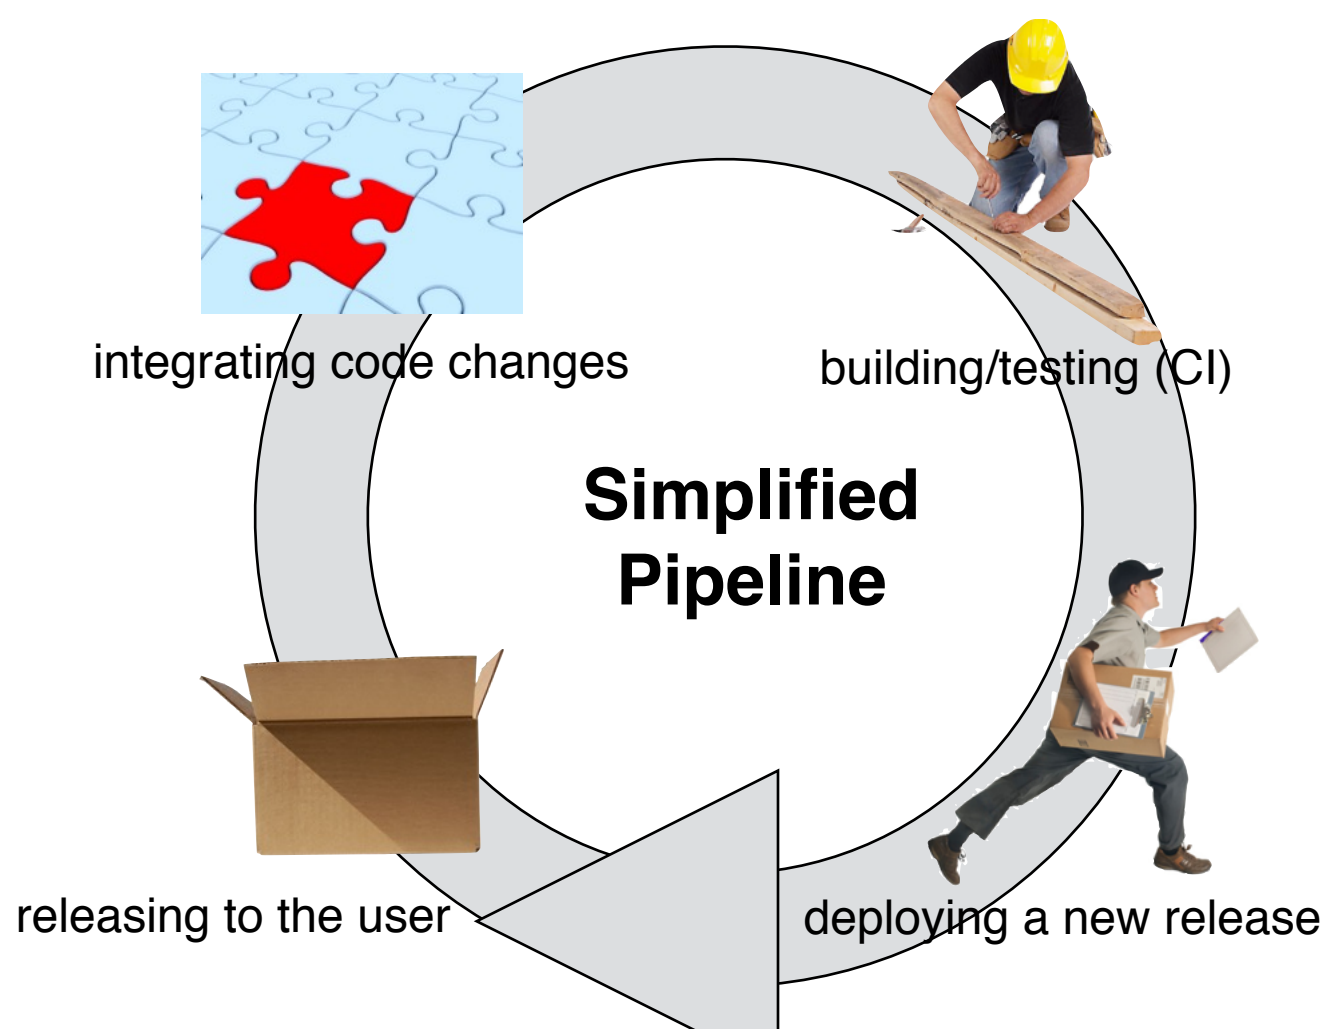 integrating code changes
building/testing (CI)
Simplified
Pipeline
releasing to the user
deploying a new release